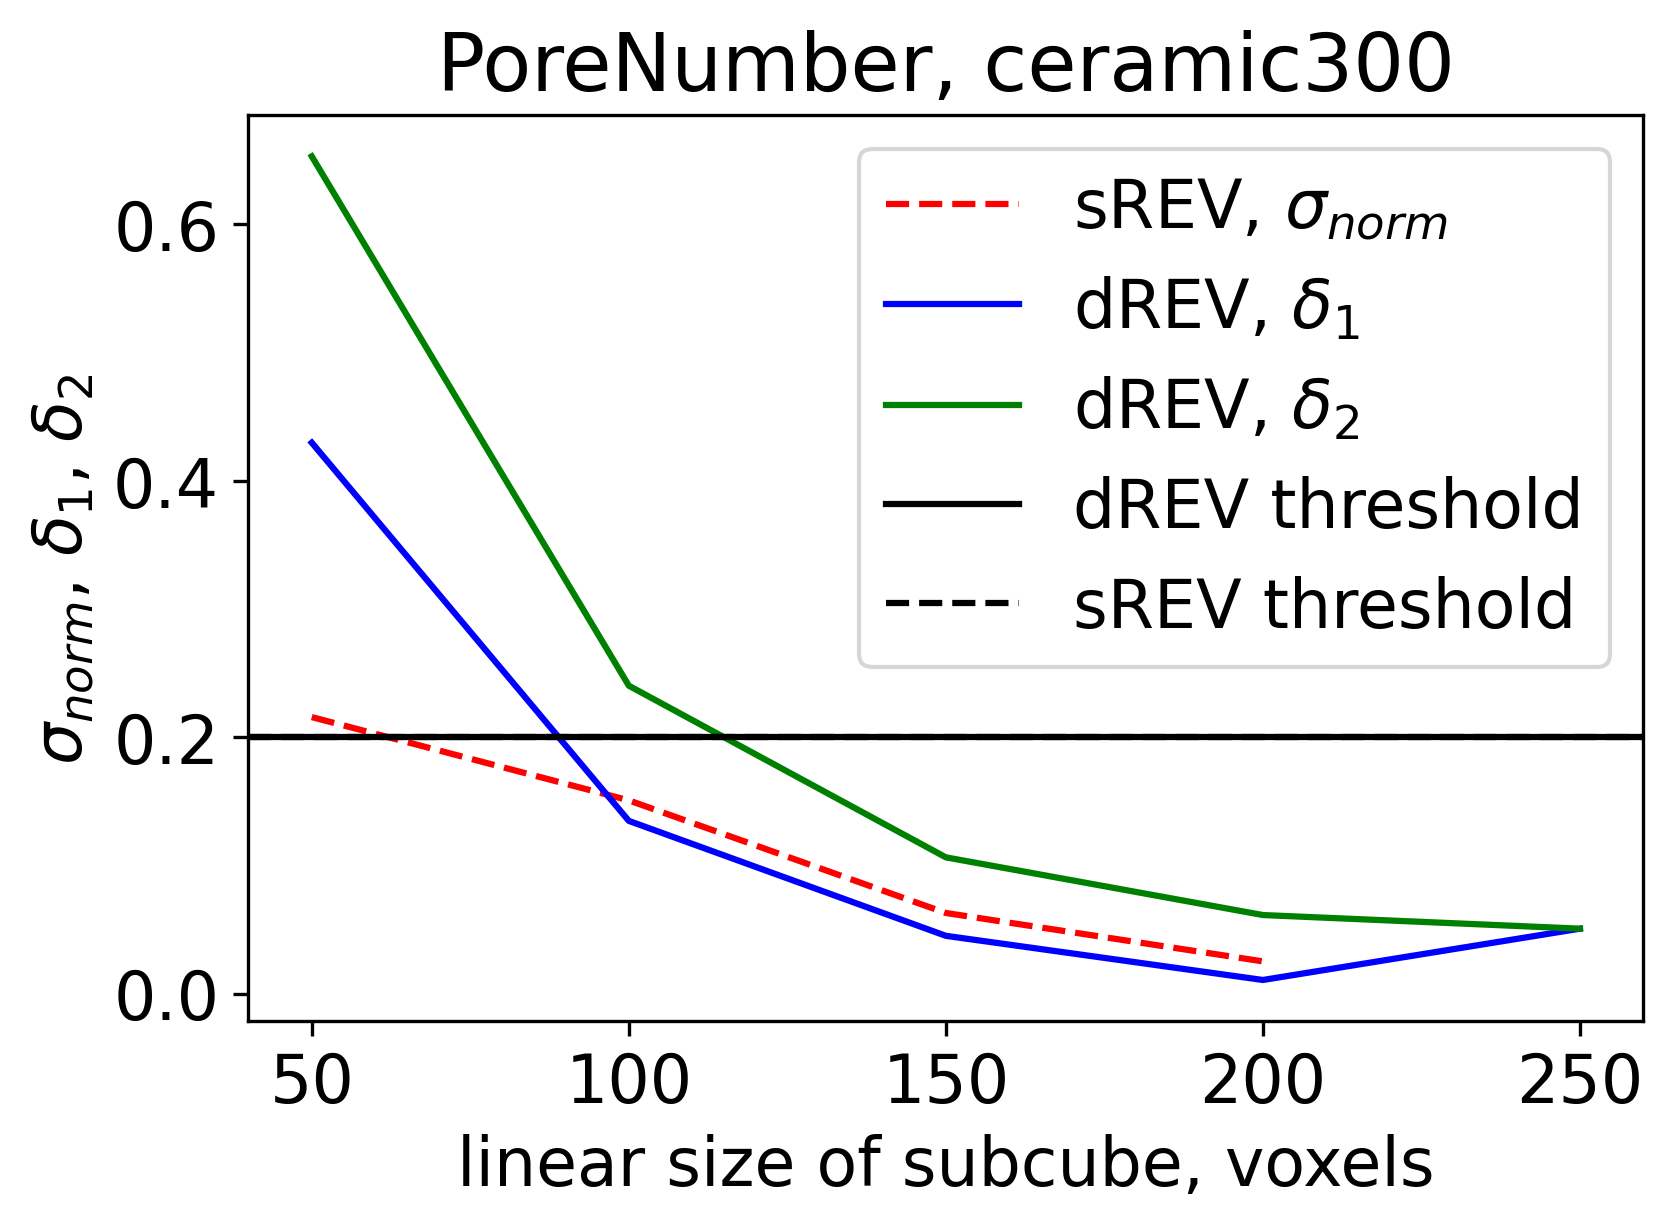 PoreNumber, ceramic300
sREV, σnorm
dREV, δ1
dREV, δ2
dREV threshold
sREV threshold
σnorm, δ1, δ2
0.6
0.4
0.2
0.0
50 100 150 200 250
linear size of subcube, voxels